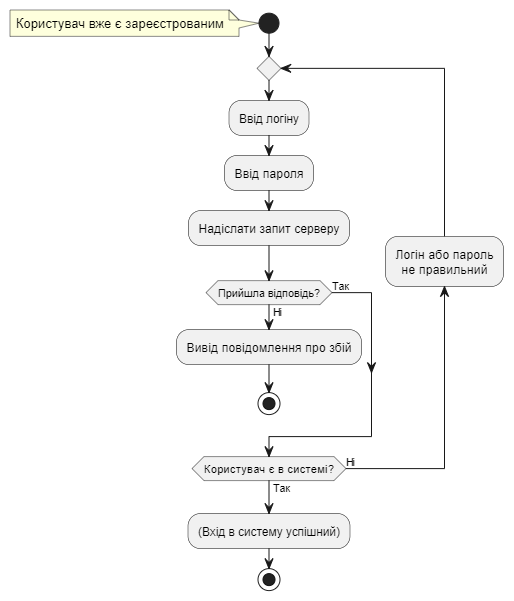 Користувач вже є зареєстрованим
Ввід логіну
Ввід пароля
Надіслати запит серверу
Логін або пароль
не правильний
Прийшла відповідь?
Так
Ні
Вивід повідомлення про збій
Користувач є в системі?
Ні
Так
(Вхід в систему успішний)